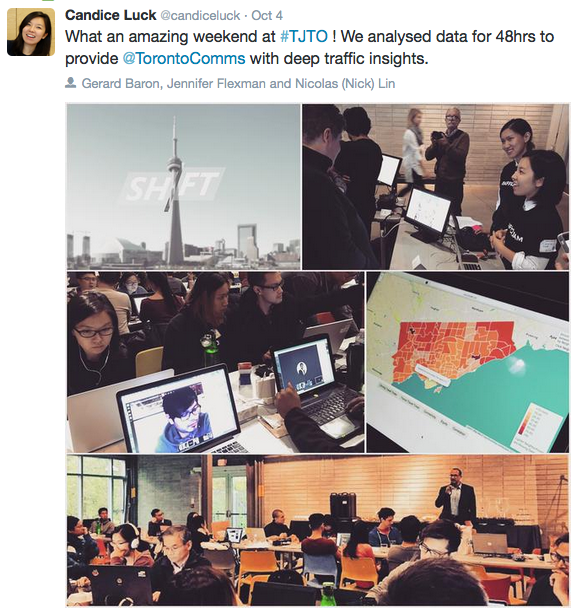 Candice Luck @candiceluck · Oct 4
What an amazing weekend at #TJTO ! We analysed data for 48hrs to
provide @TorontoComms with deep traffic insights.
Gerard Baron, Jennifer Flexman and Nicolas (Nick) Lin
SHIFT